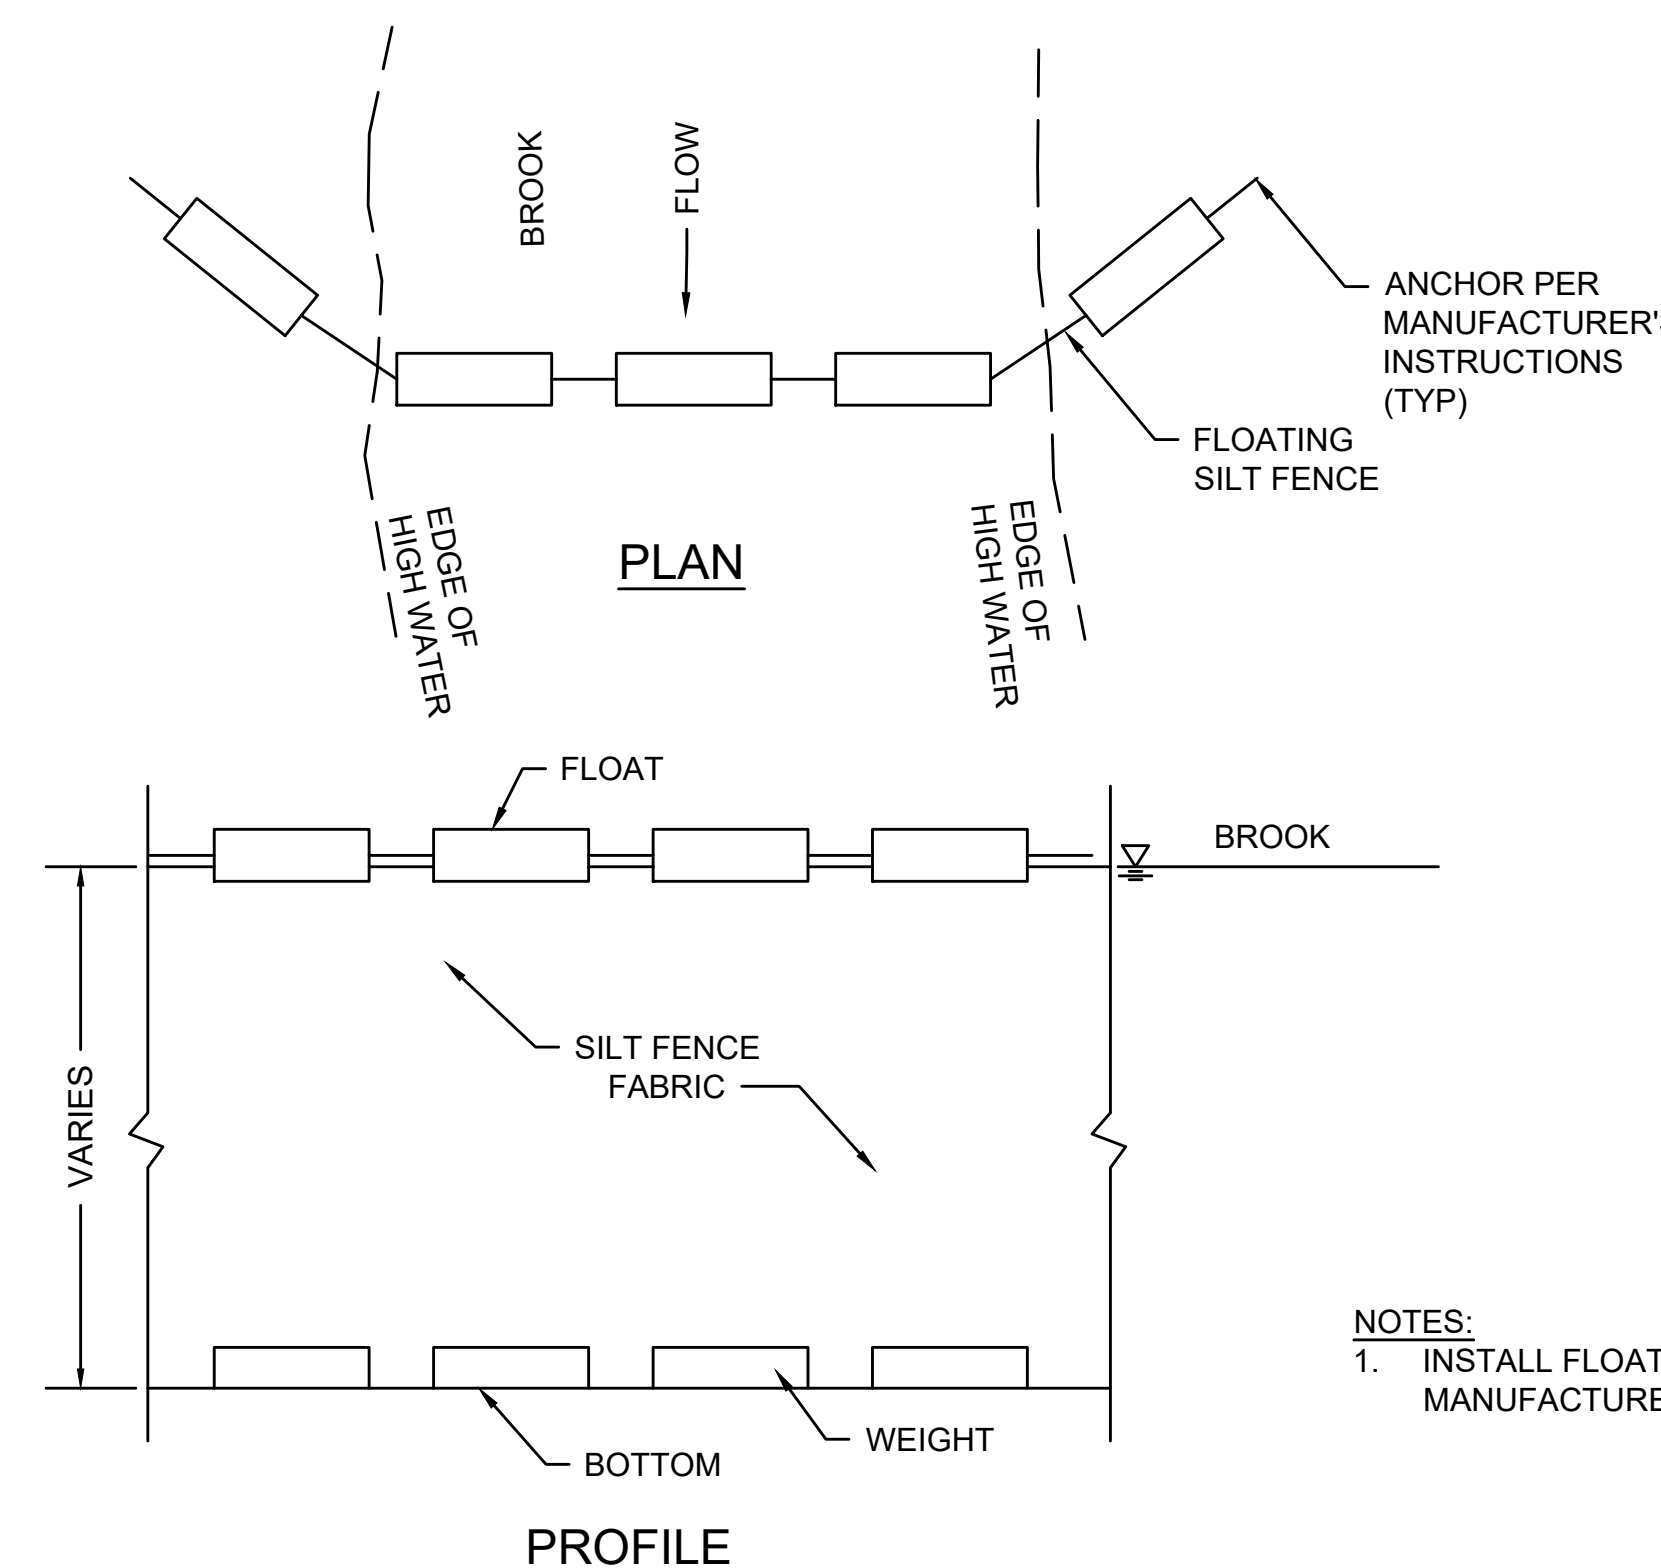 BROOK
FLOW
ANCHOR PER
MANUFACTURER'S
INSTRUCTIONS
(TYP)
FLOATING
SILT FENCE
EDGE OF
HIGH WATER
PLAN
EDGE OF
HIGH WATER
FLOAT
BROOK
SILT FENCE
FABRIC
VARIES
NOTES:
1. INSTALL FLOAT
MANUFACTURE
WEIGHT
BOTTOM
PROFILE